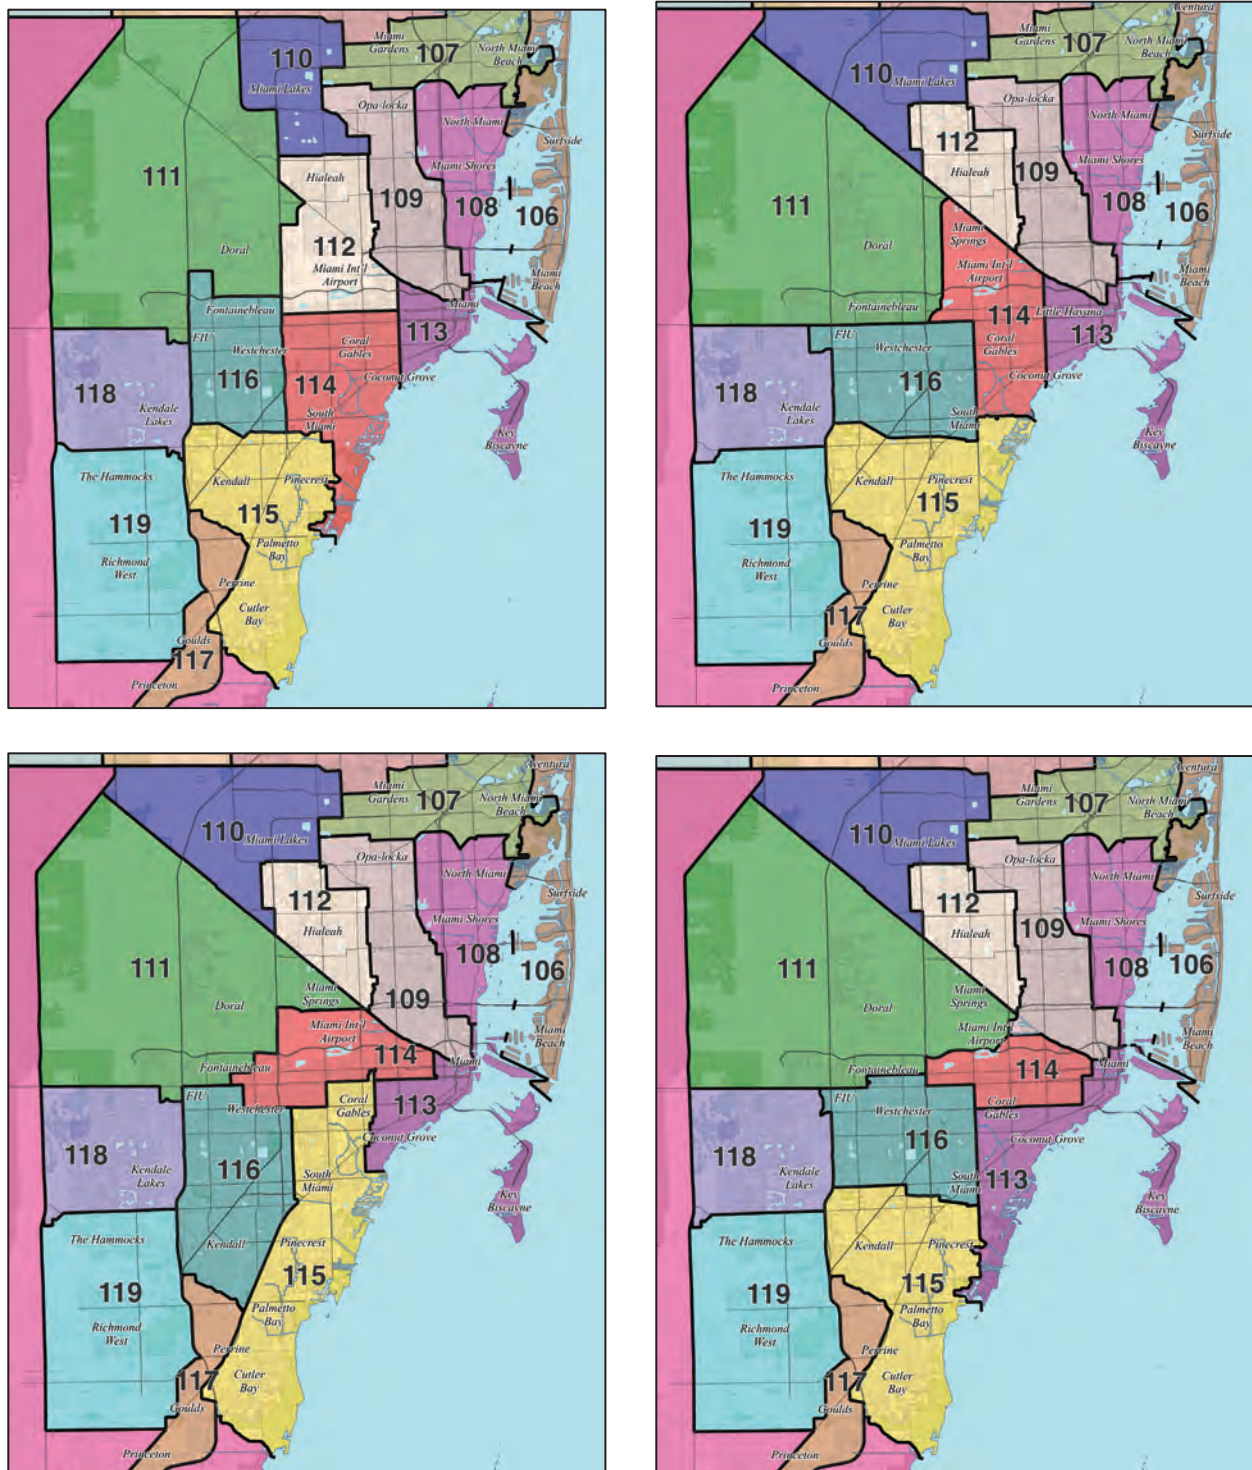 Miami
Gardens
107
North Miami
Beach
110
Miami Lakes
Opa-locka
North Miami
Surfside
111
Miami Shores
Hialeah
109
108
106
Doral
112
Miami Int'l
Airport
Miami
Beach
Fontainebleau
Miami
FIU
113
Westchester
Coral
Gables
118
116
114
Coconut Grove
Kendale
Lakes
South
Miami
Key
Biscayne
The Hammocks
Kendall
Pinecrest
119
115
Richmond
West
Palmetto
Bay
Perrine
Cutler
Bay
Goulds
117
Princeton
Aventura
Miami
Gardens
107
North Miami
Beach
110
Miami Lakes
Opa-locka
North Miami
Surfside
112
Miami Shores
Hialeah
109
108
106
111
Miami
Springs
Doral
Miami Int'l
Airport
Miami
Beach
Fontainebleau
114
Little Havana
FIU
113
Westchester
Coral
Gables
118
116
Coconut Grove
Kendale
Lakes
South
Miami
Key
Biscayne
The Hammocks
Kendall
Pinecrest
119
115
Richmond
West
Palmetto
Bay
Perrine
117
Cutler
Bay
Goulds
Princeton
Aventura
Miami
Gardens
107
North Miami
Beach
110
Miami Lakes
Opa-locka
North Miami
Surfside
112
Miami Shores
Hialeah
108
106
111
Miami
Springs
109
Doral
Miami Int'l
Airport
Miami
Beach
114
Miami
Fontainebleau
FIU
Westchester
Coral
Gables
113
Coconut Grove
118
116
Kendale
Lakes
South
Miami
Key
Biscayne
The Hammocks
Kendall
Pinecrest
119
115
Richmond
West
Palmetto
Bay
Perrine
117
Cutler
Bay
Goulds
Princeton
Aventura
Miami
Gardens
107
North Miami
Beach
110
Miami Lakes
Opa-locka
North Miami
Surfside
112
Miami Shores
Hialeah
109
108
106
111
Miami
Springs
Doral
Miami Int'l
Airport
Miami
Beach
Fontainebleau
114
Miami
FIU
Westchester
Coral
Gables
118
116
Coconut Grove
Kendale
Lakes
South
Miami
113
Key
Biscayne
The Hammocks
Kendall
Pinecrest
119
115
Richmond
West
Palmetto
Bay
Perrine
117
Cutler
Bay
Goulds
Princeton